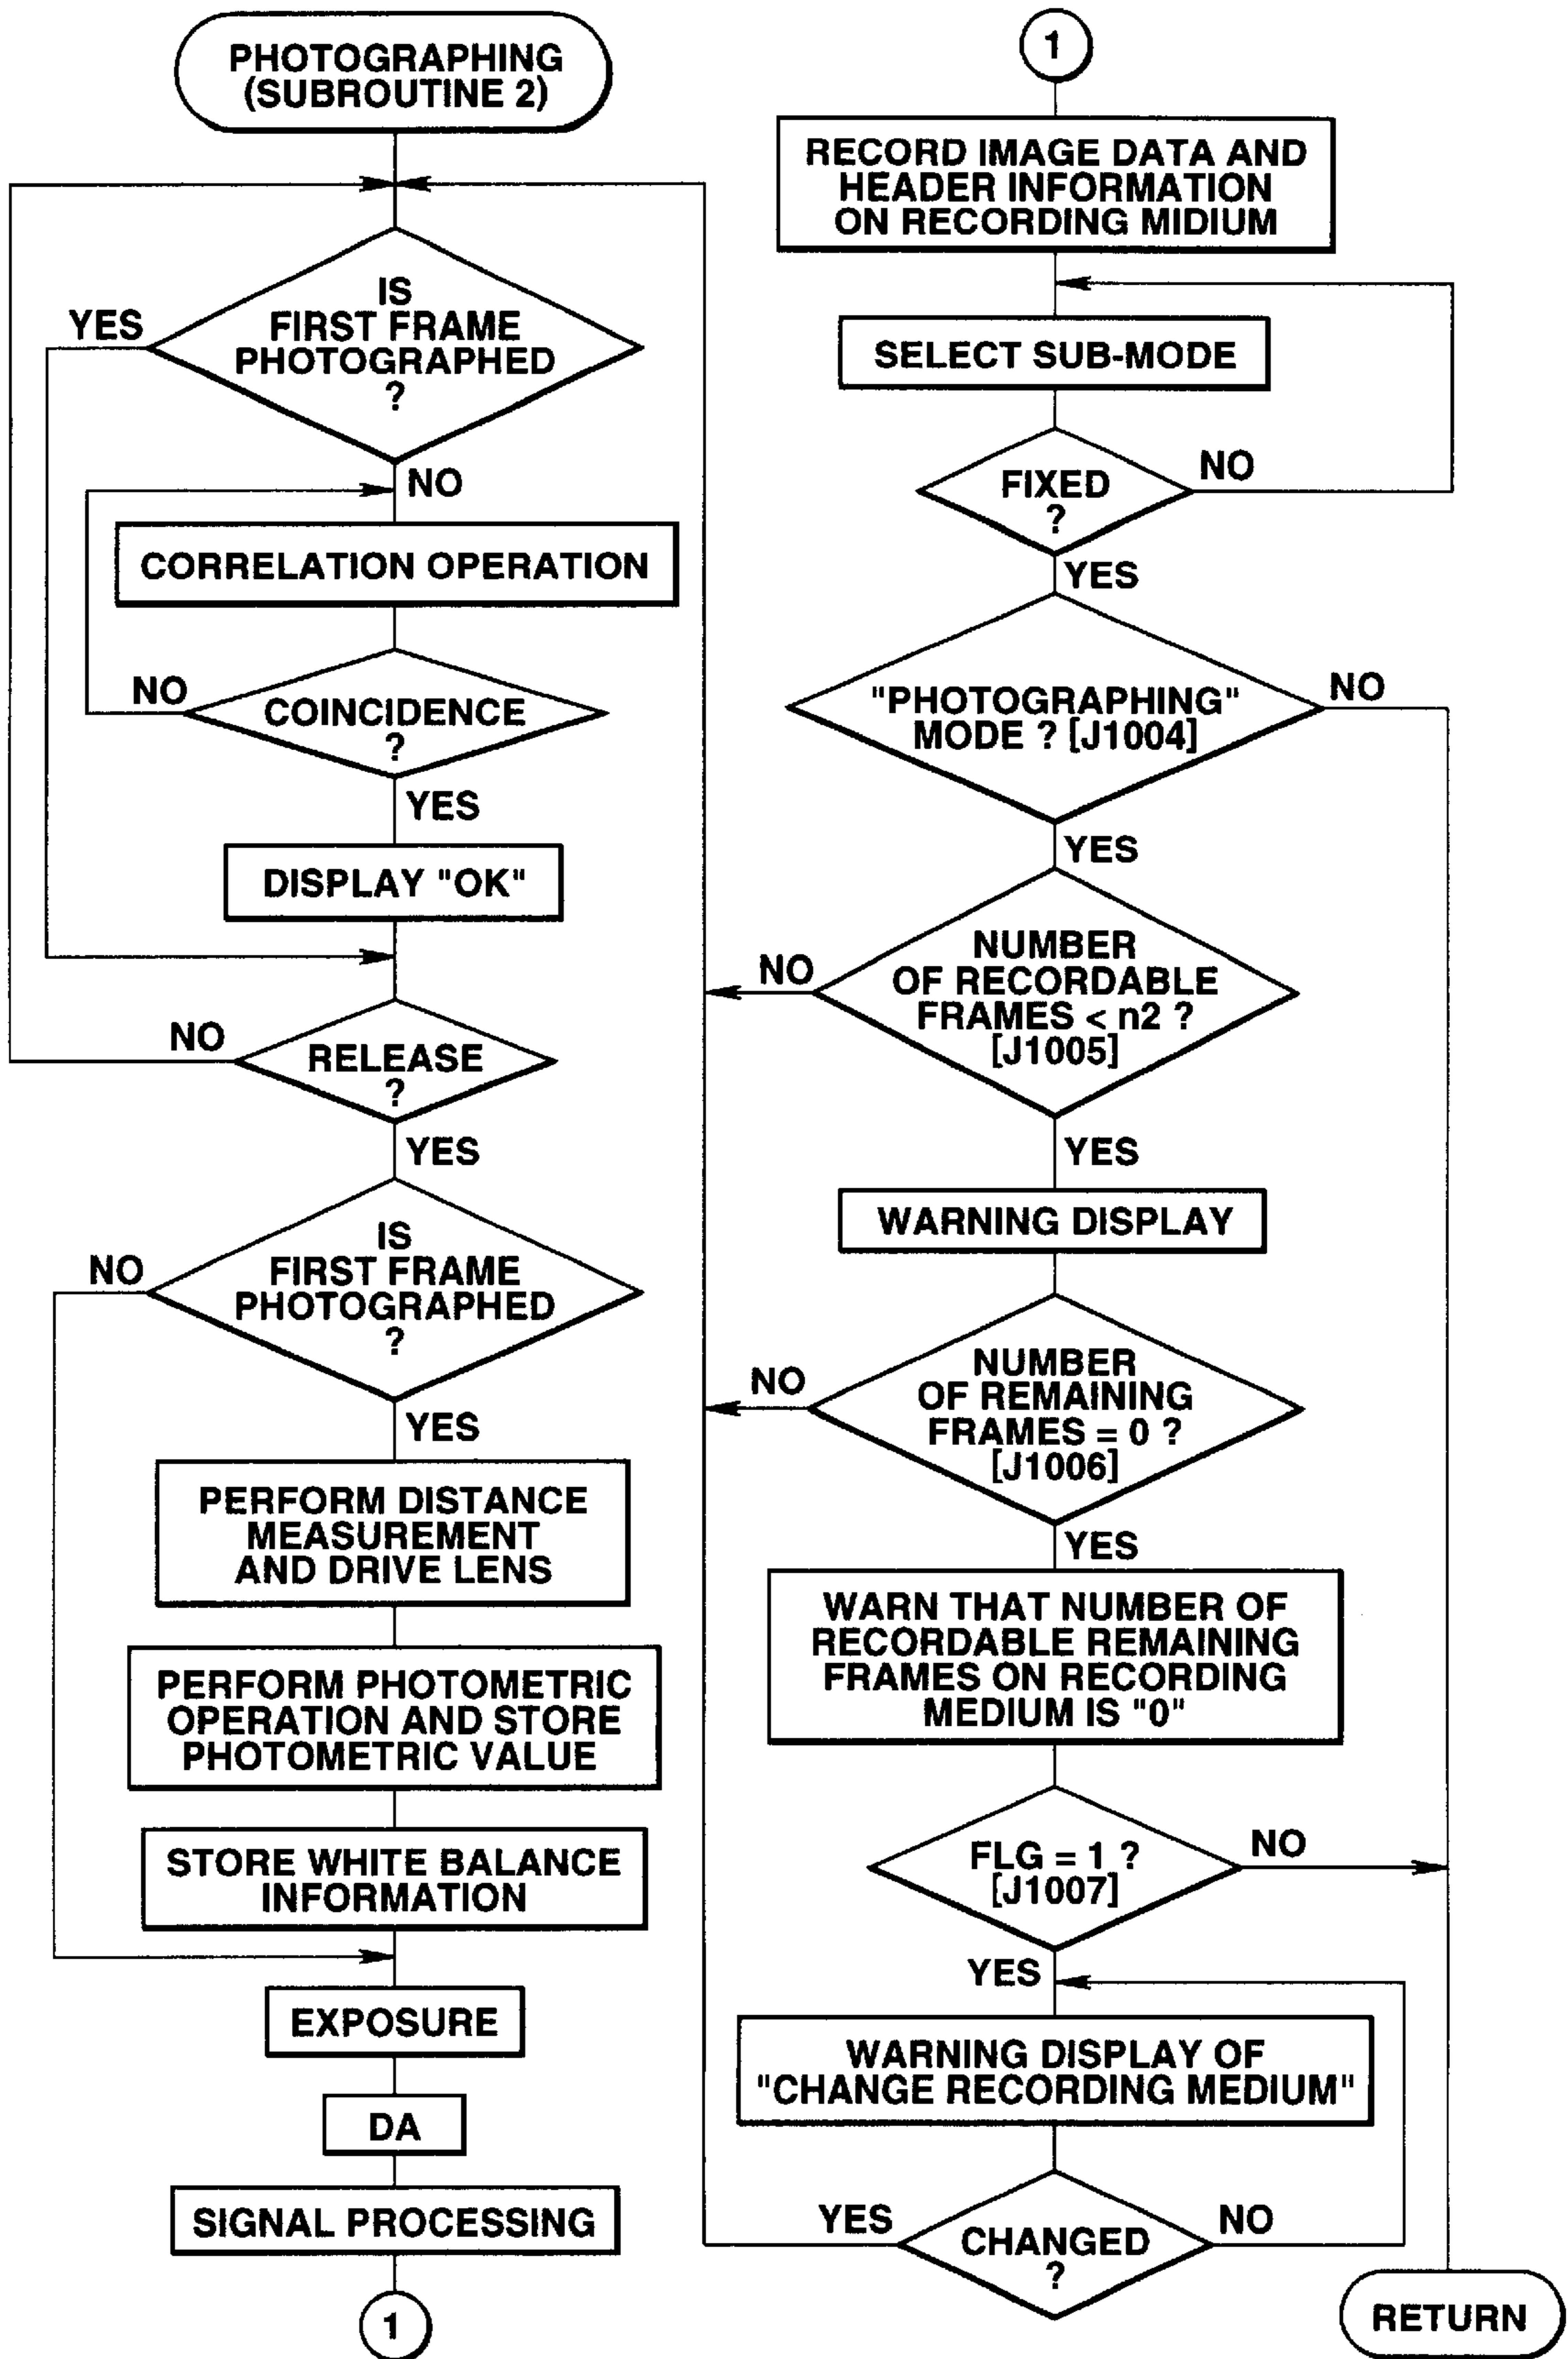 PHOTOGRAPHING
(SUBROUTINE 2)
IS
FIRST FRAME
PHOTOGRAPHED
?
YES
NO
CORRELATION OPERATION
COINCIDENCE
?
NO
YES
DISPLAY "OK"
RELEASE
?
NO
YES
IS
FIRST FRAME
PHOTOGRAPHED
?
NO
YES
PERFORM DISTANCE
MEASUREMENT
AND DRIVE LENS
PERFORM PHOTOMETRIC
OPERATION AND STORE
PHOTOMETRIC VALUE
STORE WHITE BALANCE
INFORMATION
EXPOSURE
DA
SIGNAL PROCESSING
1
1
RECORD IMAGE DATA AND
HEADER INFORMATION
ON RECORDING MIDIUM
SELECT SUB-MODE
FIXED
?
NO
YES
"PHOTOGRAPHING"
MODE ? [J1004]
NO
YES
NUMBER
OF RECORDABLE
FRAMES < n2 ?
[J1005]
NO
YES
WARNING DISPLAY
NUMBER
OF REMAINING
FRAMES = 0 ?
[J1006]
NO
YES
WARN THAT NUMBER OF
RECORDABLE REMAINING
FRAMES ON RECORDING
MEDIUM IS "0"
FLG = 1 ?
[J1007]
NO
YES
WARNING DISPLAY OF
"CHANGE RECORDING MEDIUM"
CHANGED
?
YES
NO
RETURN